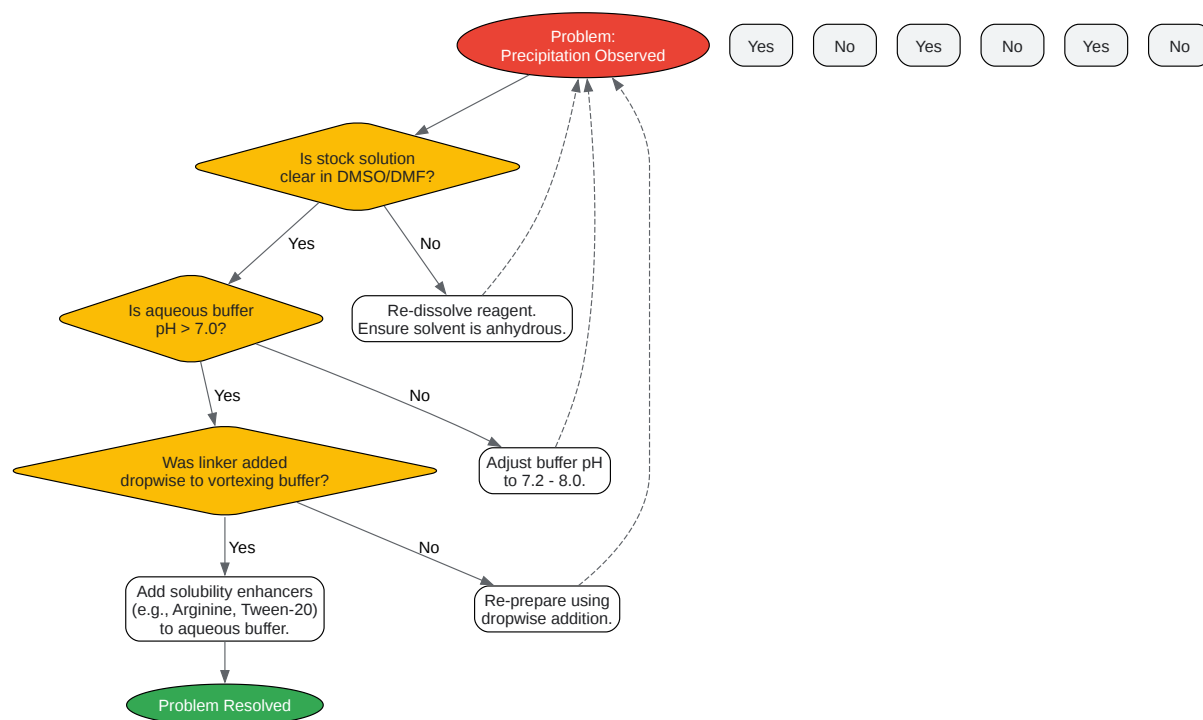 Problem:
Precipitation Observed
Yes
No
Yes
No
Yes
No
Is stock solution
clear in DMSO/DMF?
Yes
No
Is aqueous buffer
pH > 7.0?
Re-dissolve reagent.
Ensure solvent is anhydrous.
Yes
No
Was linker added
dropwise to vortexing buffer?
Adjust buffer pH
to 7.2 - 8.0.
Yes
No
Add solubility enhancers
(e.g., Arginine, Tween-20)
to aqueous buffer.
Re-prepare using
dropwise addition.
Problem Resolved